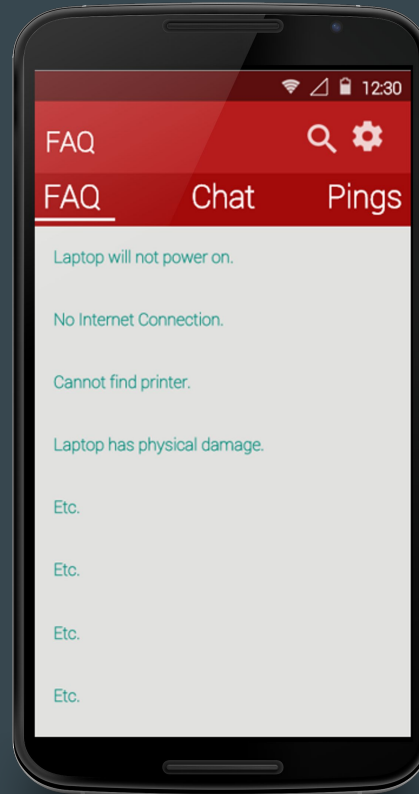 12:30
FAQ
FAQ Chat Pings
Laptop will not power on.
No Internet Connection.
Cannot find printer.
Laptop has physical damage.
Etc.
Etc.
Etc.
Etc.